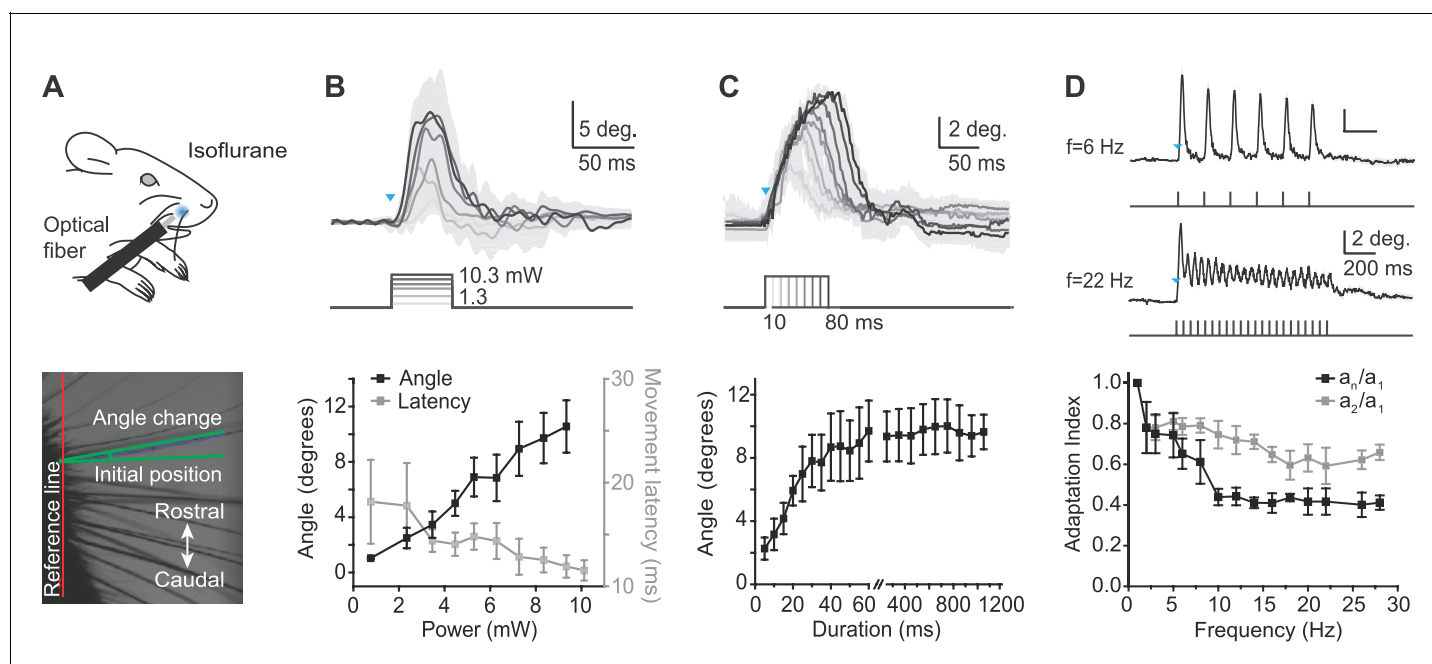 A
Isoflurane
Optical
fiber
Reference line
Angle change
Initial position
Rostral
Caudal
B
5 deg.
50 ms
10.3 mW
1.3
Angle
Latency
Angle (degrees)
12
8
4
0
30
20
10
Movement latency
(ms)
0 2 4 6 8 10
Power (mW)
C
2 deg.
50 ms
10 80 ms
Angle (degrees)
12
8
4
0
0 20 40 60 400 800 1200
Duration (ms)
D
f=6 Hz
f=22 Hz
2 deg.
200 ms
an/a1
a2/a1
Adaptation Index
1.0
0.8
0.6
0.4
0.2
0.0
0 5 10 15 20 25 30
Frequency (Hz)